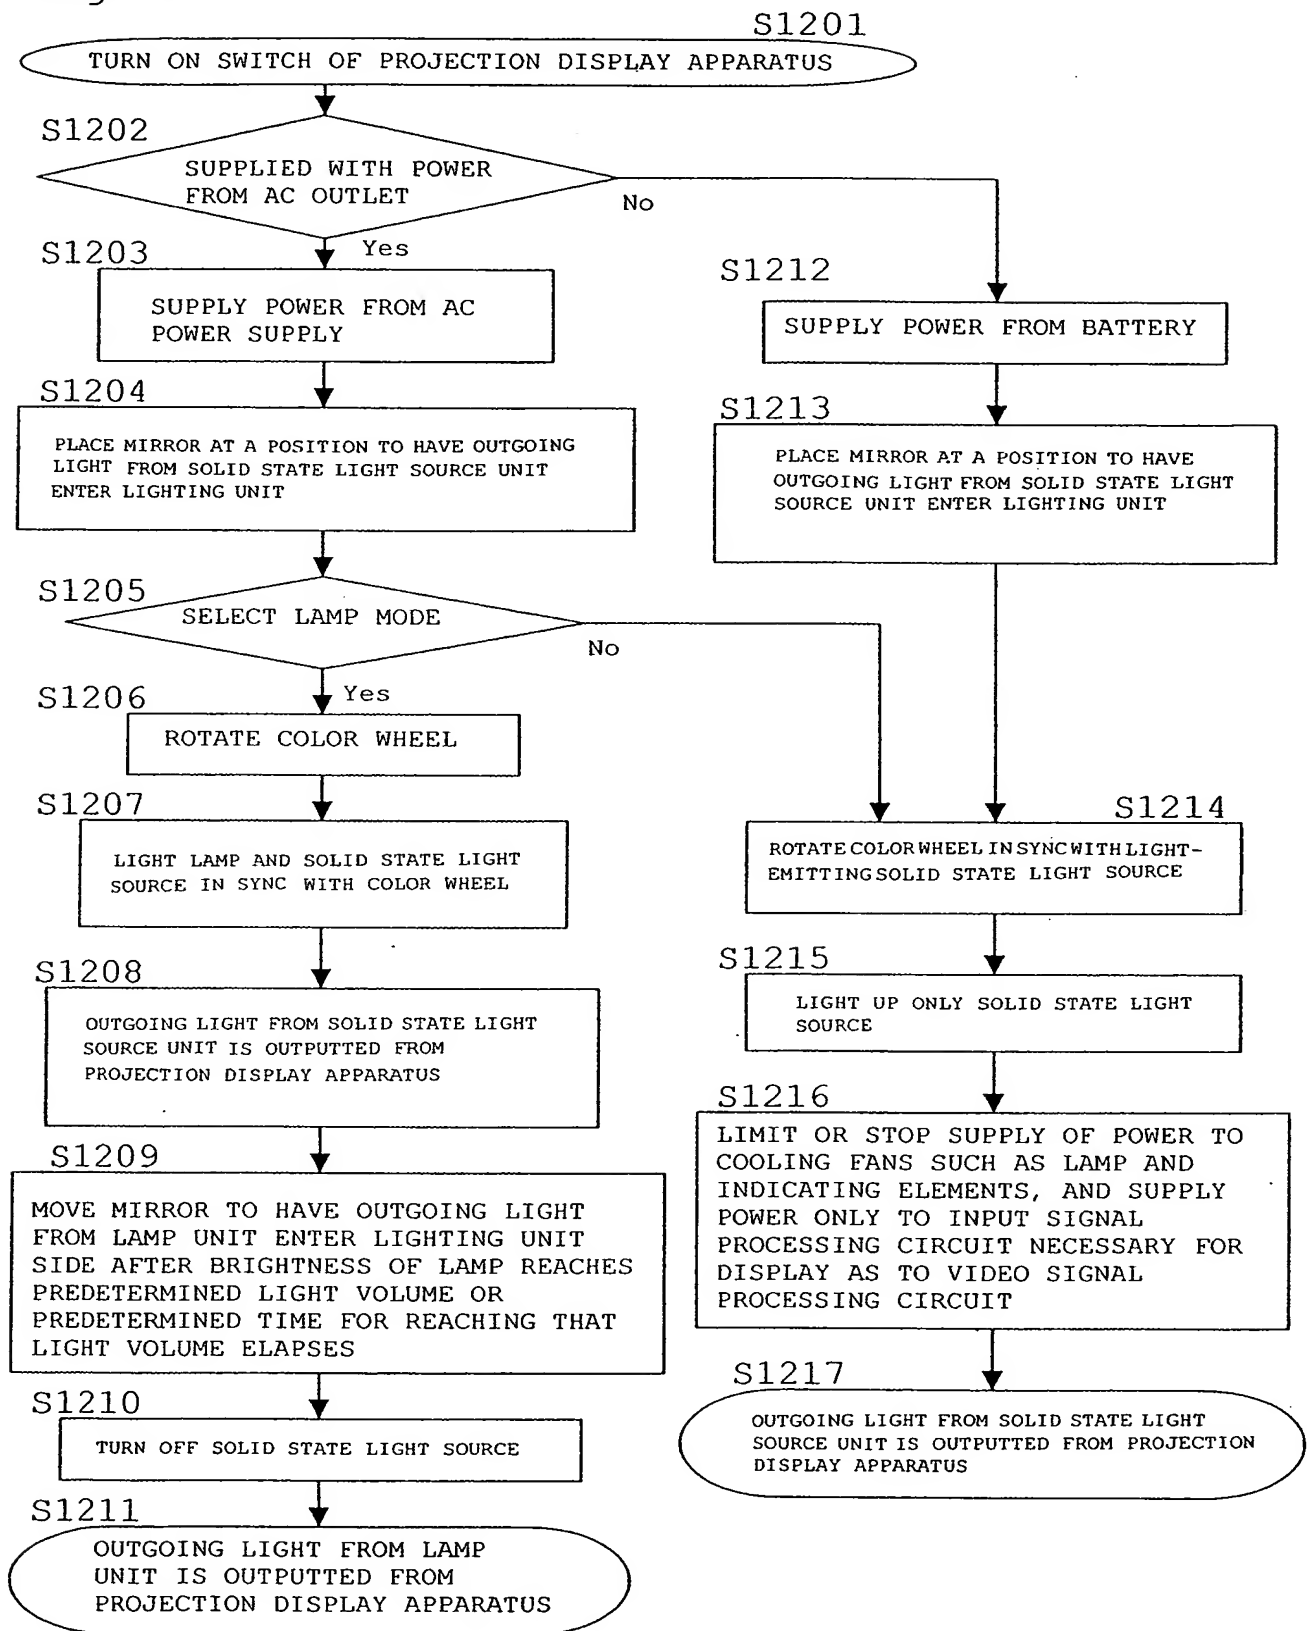 S1201
TURN ON SWITCH OF PROJECTION DISPLAY APPARATUS
S1202
SUPPLIED WITH POWER
FROM AC OUTLET
No
Yes
S1203
SUPPLY POWER FROM AC
POWER SUPPLY
S1212
SUPPLY POWER FROM BATTERY
S1204
PLACE MIRROR AT A POSITION TO HAVE OUTGOING
LIGHT FROM SOLID STATE LIGHT SOURCE UNIT
ENTER LIGHTING UNIT
S1213
PLACE MIRROR AT A POSITION TO HAVE
OUTGOING LIGHT FROM SOLID STATE LIGHT
SOURCE UNIT ENTER LIGHTING UNIT
S1205
SELECT LAMP MODE
No
Yes
S1206
ROTATE COLOR WHEEL
S1207
LIGHT LAMP AND SOLID STATE LIGHT
SOURCE IN SYNC WITH COLOR WHEEL
S1214
ROTATE COLOR WHEEL IN SYNC WITH LIGHT-
EMITTING SOLID STATE LIGHT SOURCE
S1208
OUTGOING LIGHT FROM SOLID STATE LIGHT
SOURCE UNIT IS OUTPUTTED FROM
PROJECTION DISPLAY APPARATUS
S1215
LIGHT UP ONLY SOLID STATE LIGHT
SOURCE
S1209
MOVE MIRROR TO HAVE OUTGOING LIGHT
FROM LAMP UNIT ENTER LIGHTING UNIT
SIDE AFTER BRIGHTNESS OF LAMP REACHES
PREDETERMINED LIGHT VOLUME OR
PREDETERMINED TIME FOR REACHING THAT
LIGHT VOLUME ELAPSES
S1216
LIMIT OR STOP SUPPLY OF POWER TO
COOLING FANS SUCH AS LAMP AND
INDICATING ELEMENTS, AND SUPPLY
POWER ONLY TO INPUT SIGNAL
PROCESSING CIRCUIT NECESSARY FOR
DISPLAY AS TO VIDEO SIGNAL
PROCESSING CIRCUIT
S1210
TURN OFF SOLID STATE LIGHT SOURCE
S1217
OUTGOING LIGHT FROM SOLID STATE LIGHT
SOURCE UNIT IS OUTPUTTED FROM PROJECTION
DISPLAY APPARATUS
S1211
OUTGOING LIGHT FROM LAMP
UNIT IS OUTPUTTED FROM
PROJECTION DISPLAY APPARATUS